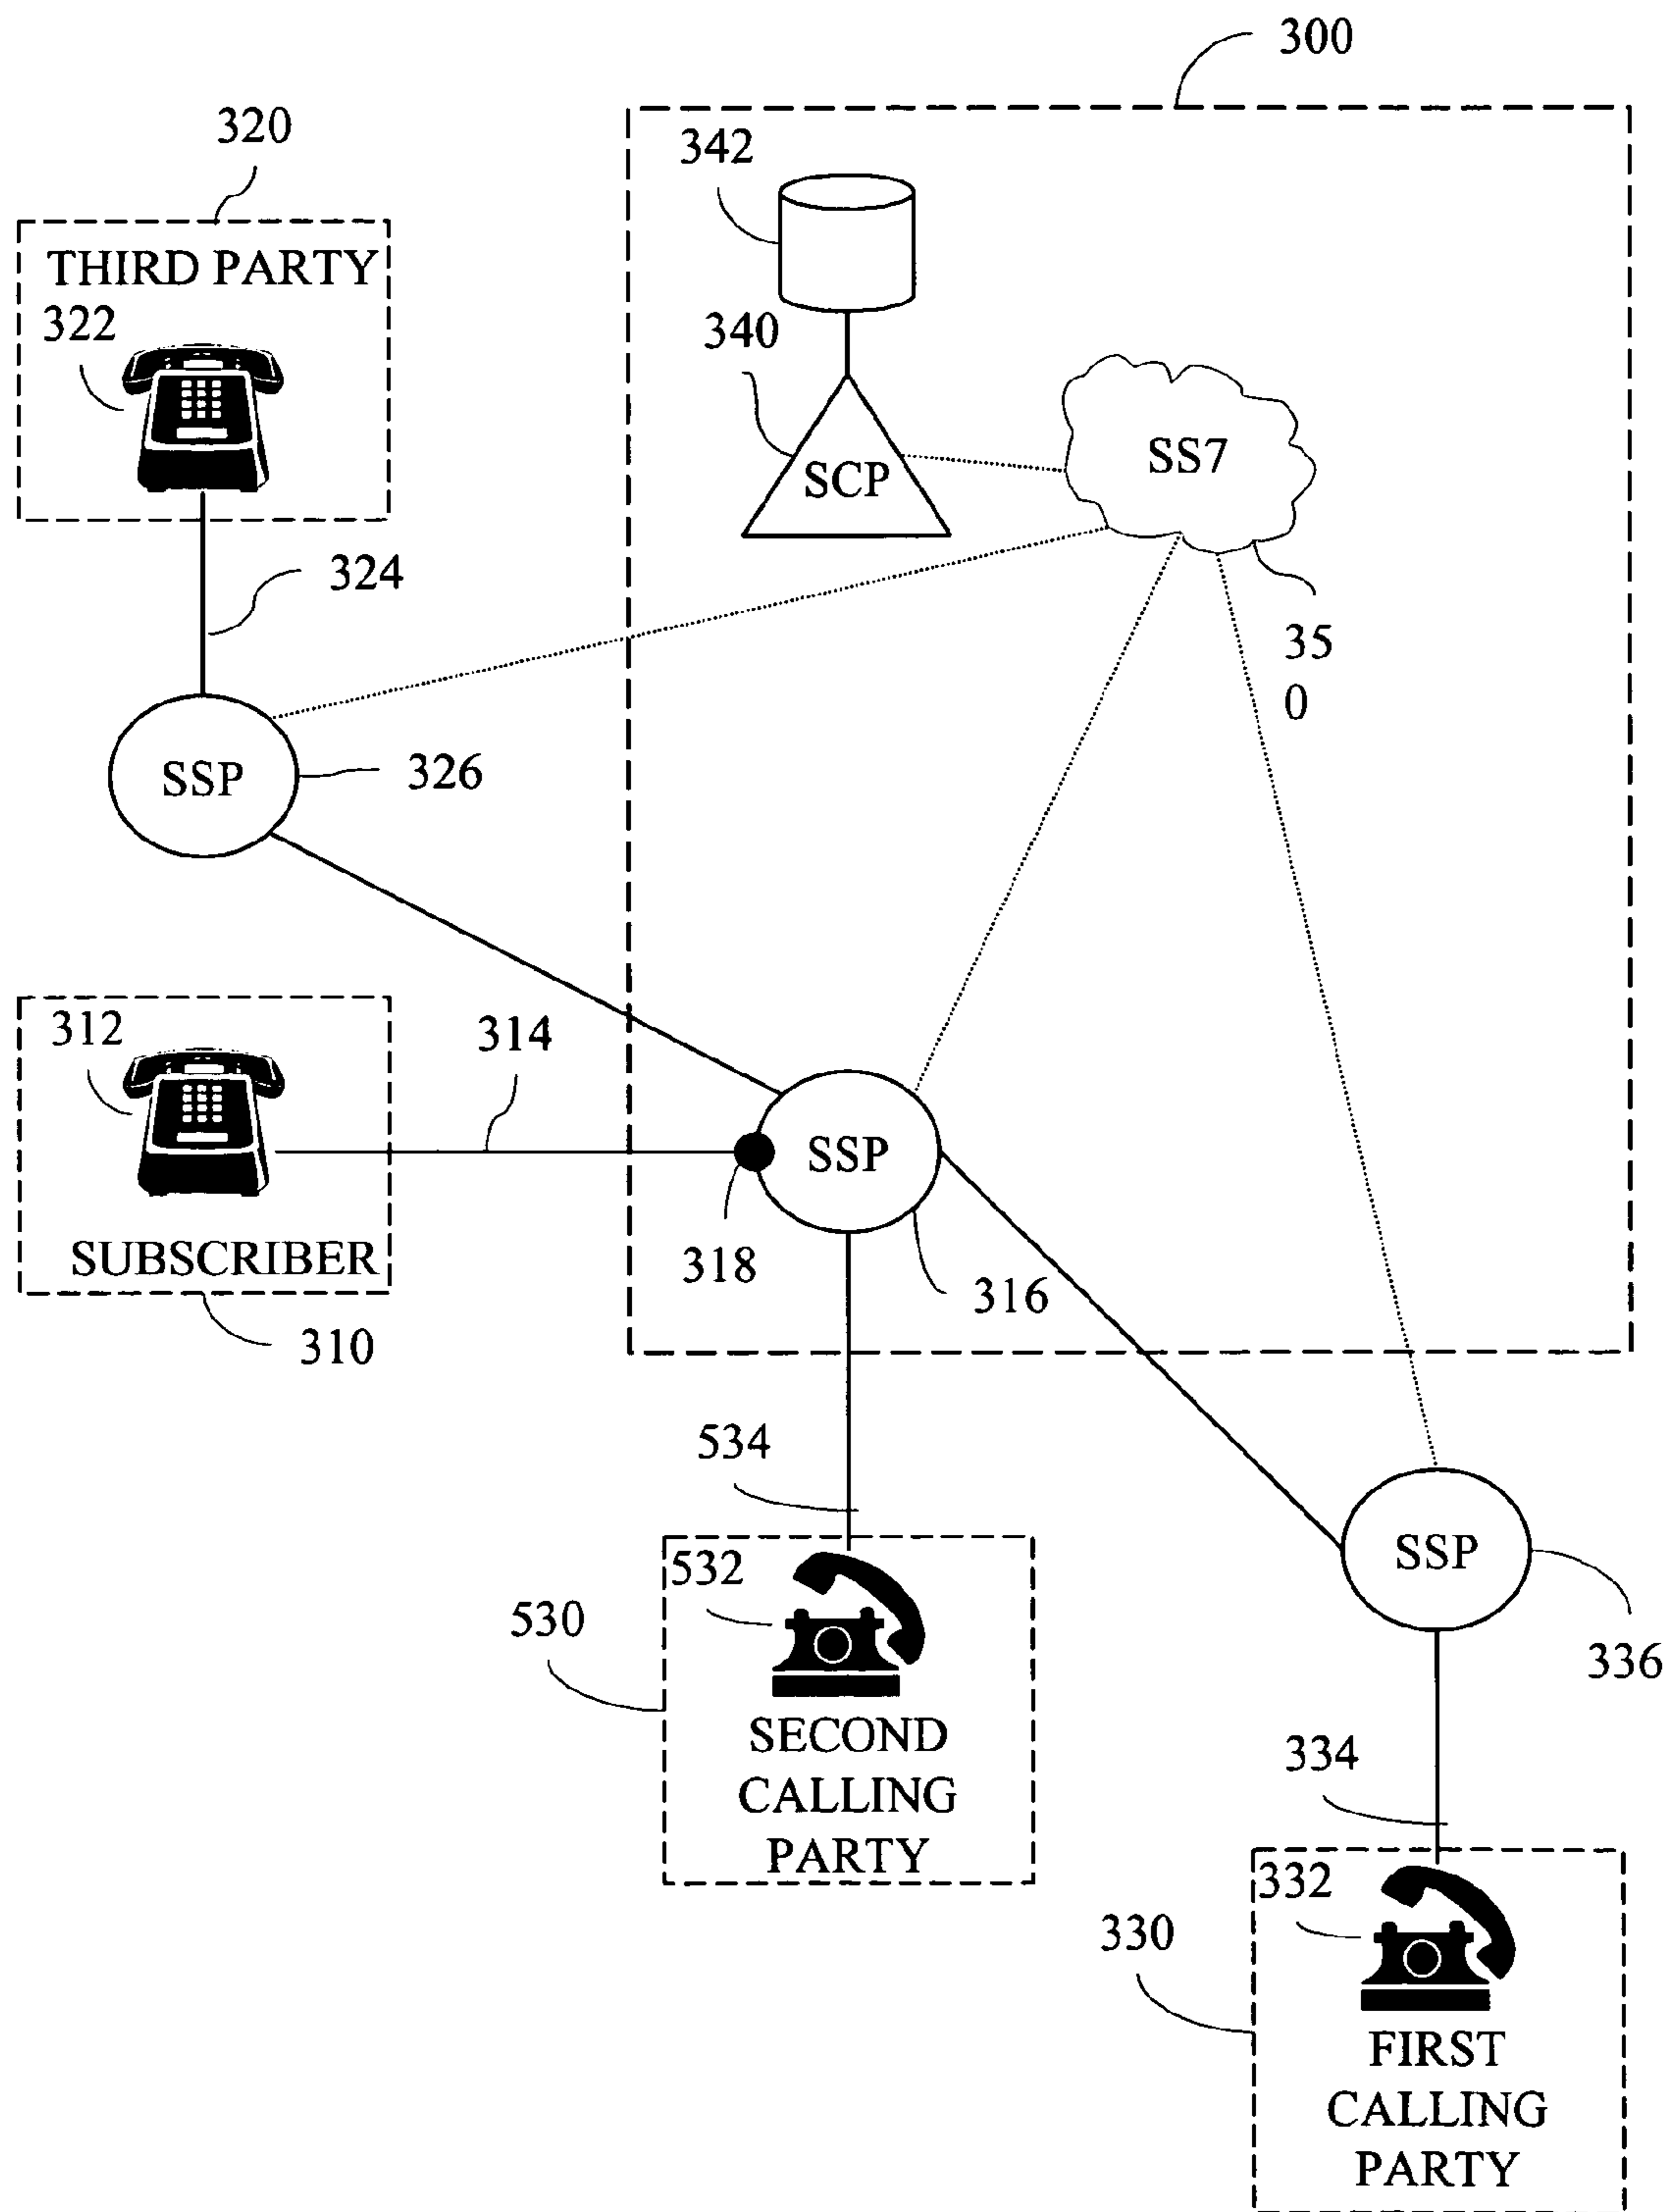 300
320
342
THIRD PARTY
322
340
SS7
SCP
324
35
0
SSP
326
312
314
SSP
318
SUBSCRIBER
316
310
534
SSP
532
530
336
SECOND
CALLING
PARTY
334
332
330
FIRST
CALLING
PARTY